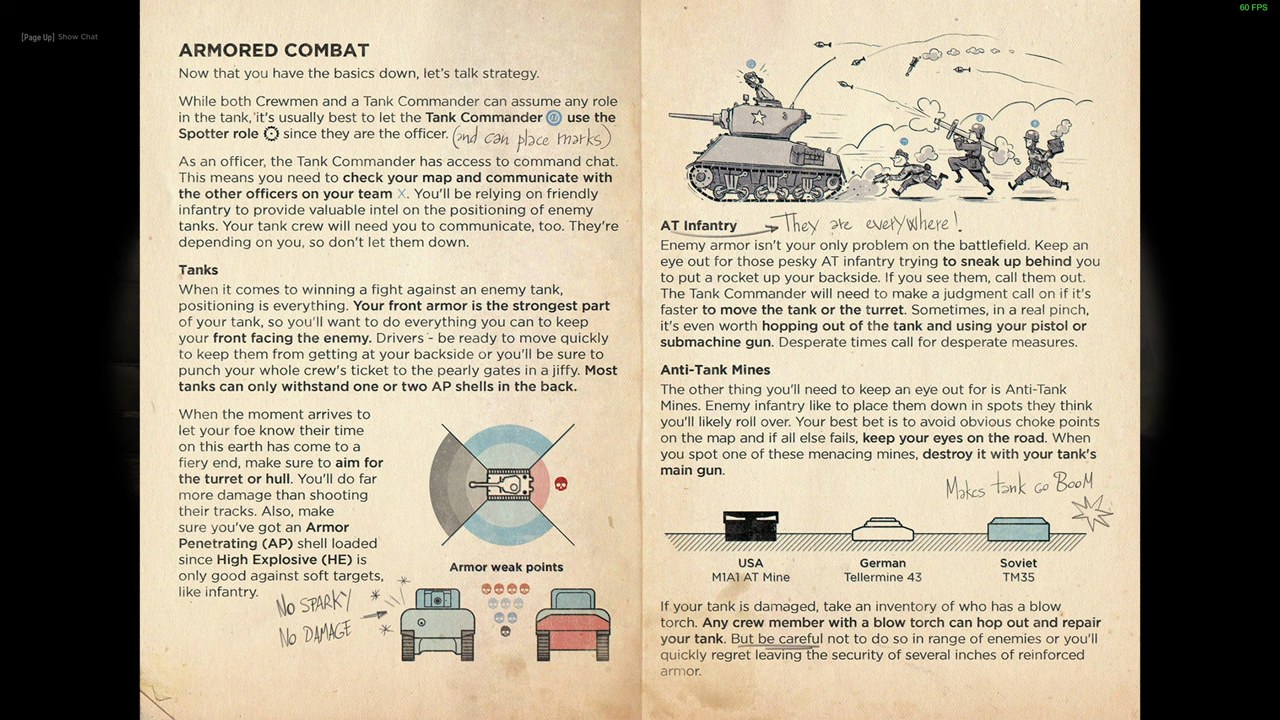 60 FPS
[Page Up] Show Chat
ARMORED COMBAT
Now that you have the basics down, let's talk strategy.
While both Crewmen and a Tank Commander can assume any role
in the tank, it's usually best to let the Tank Commander use the
Spotter role since they are the officer. (and can place marks)
As an officer, the Tank Commander has access to command chat.
This means you need to check your map and communicate with
the other officers on your team X. You'll be relying on friendly
infantry to provide valuable intel on the positioning of enemy
tanks. Your tank crew will need you to communicate, too. They're
depending on you, so don't let them down.
Tanks
When it comes to winning a fight against an enemy tank,
positioning is everything. Your front armor is the strongest part
of your tank, so you'll want to do everything you can to keep
your front facing the enemy. Drivers - be ready to move quickly
to keep them from getting at your backside or you'll be sure to
punch your whole crew's ticket to the pearly gates in a jiffy. Most
tanks can only withstand one or two AP shells in the back.
When the moment arrives to
let your foe know their time
on this earth has come to a
fiery end, make sure to aim for
the turret or hull. You'll do far
more damage than shooting
their tracks. Also, make
sure you've got an Armor
Penetrating (AP) shell loaded
since High Explosive (HE) is
only good against soft targets,
like infantry.
NO SPARKY
NO DAMAGE
Armor weak points
AT Infantry They are everywhere!
Enemy armor isn't your only problem on the battlefield. Keep an
eye out for those pesky AT infantry trying to sneak up behind you
to put a rocket up your backside. If you see them, call them out.
The Tank Commander will need to make a judgment call on if it's
faster to move the tank or the turret. Sometimes, in a real pinch,
it's even worth hopping out of the tank and using your pistol or
submachine gun. Desperate times call for desperate measures.
Anti-Tank Mines
The other thing you'll need to keep an eye out for is Anti-Tank
Mines. Enemy infantry like to place them down in spots they think
you'll likely roll over. Your best bet is to avoid obvious choke points
on the map and if all else fails, keep your eyes on the road. When
you spot one of these menacing mines, destroy it with your tank's
main gun.
Makes tank go BOOM
USA
M1A1 AT Mine
German
Tellermine 43
Soviet
TM35
If your tank is damaged, take an inventory of who has a blow
torch. Any crew member with a blow torch can hop out and repair
your tank. But be careful not to do so in range of enemies or you'll
quickly regret leaving the security of several inches of reinforced
armor.